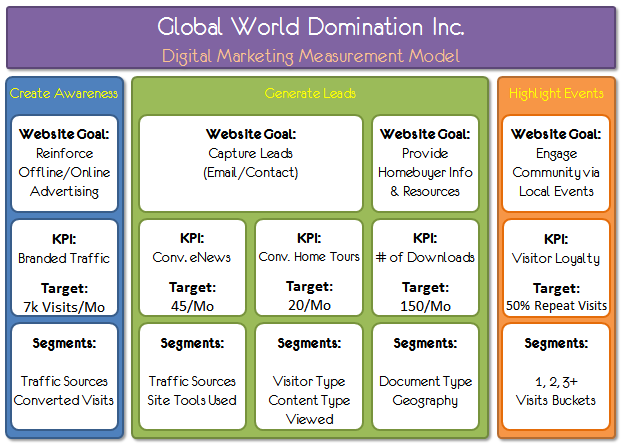 Global World Domination Inc.
Digital Marketing Measurement Model
Create Awareness
Website Goal:
Reinforce
Offline/Online
Advertising
KPI:
Branded Traffic
Target:
7k Visits/Mo
Segments:
Traffic Sources
Converted Visits
Generate Leads
Website Goal:
Capture Leads
(Email/Contact)
KPI:
Conv. eNews
Target:
45/Mo
Segments:
Traffic Sources
Site Tools Used
KPI:
Conv. Home Tours
Target:
20/Mo
Segments:
Visitor Type
Content Type
Viewed
Website Goal:
Provide
Homebuyer Info
& Resources
KPI:
# of Downloads
Target:
150/Mo
Segments:
Document Type
Geography
Highlight Events
Website Goal:
Engage
Community via
Local Events
KPI:
Visitor Loyalty
Target:
50% Repeat Visits
Segments:
1, 2, 3+
Visits Buckets